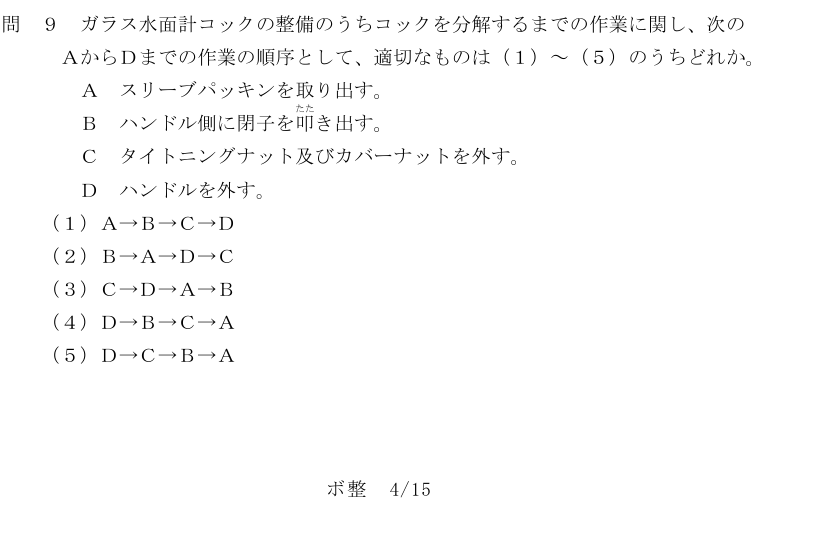 問　９　ガラス水面計コックの整備のうちコックを分解するまでの作業に関し、次の
ＡからＤまでの作業の順序として、適切なものは（１）～（５）のうちどれか。
Ａ　スリーブパッキンを取り出す。
たた
Ｂ　ハンドル側に閉子を叩き出す。
Ｃ　タイトニングナット及びカバーナットを外す。
Ｄ　ハンドルを外す。
（１）Ａ→Ｂ→Ｃ→Ｄ
（２）Ｂ→Ａ→Ｄ→Ｃ
（３）Ｃ→Ｄ→Ａ→Ｂ
（４）Ｄ→Ｂ→Ｃ→Ａ
（５）Ｄ→Ｃ→Ｂ→Ａ
ボ整　4/15